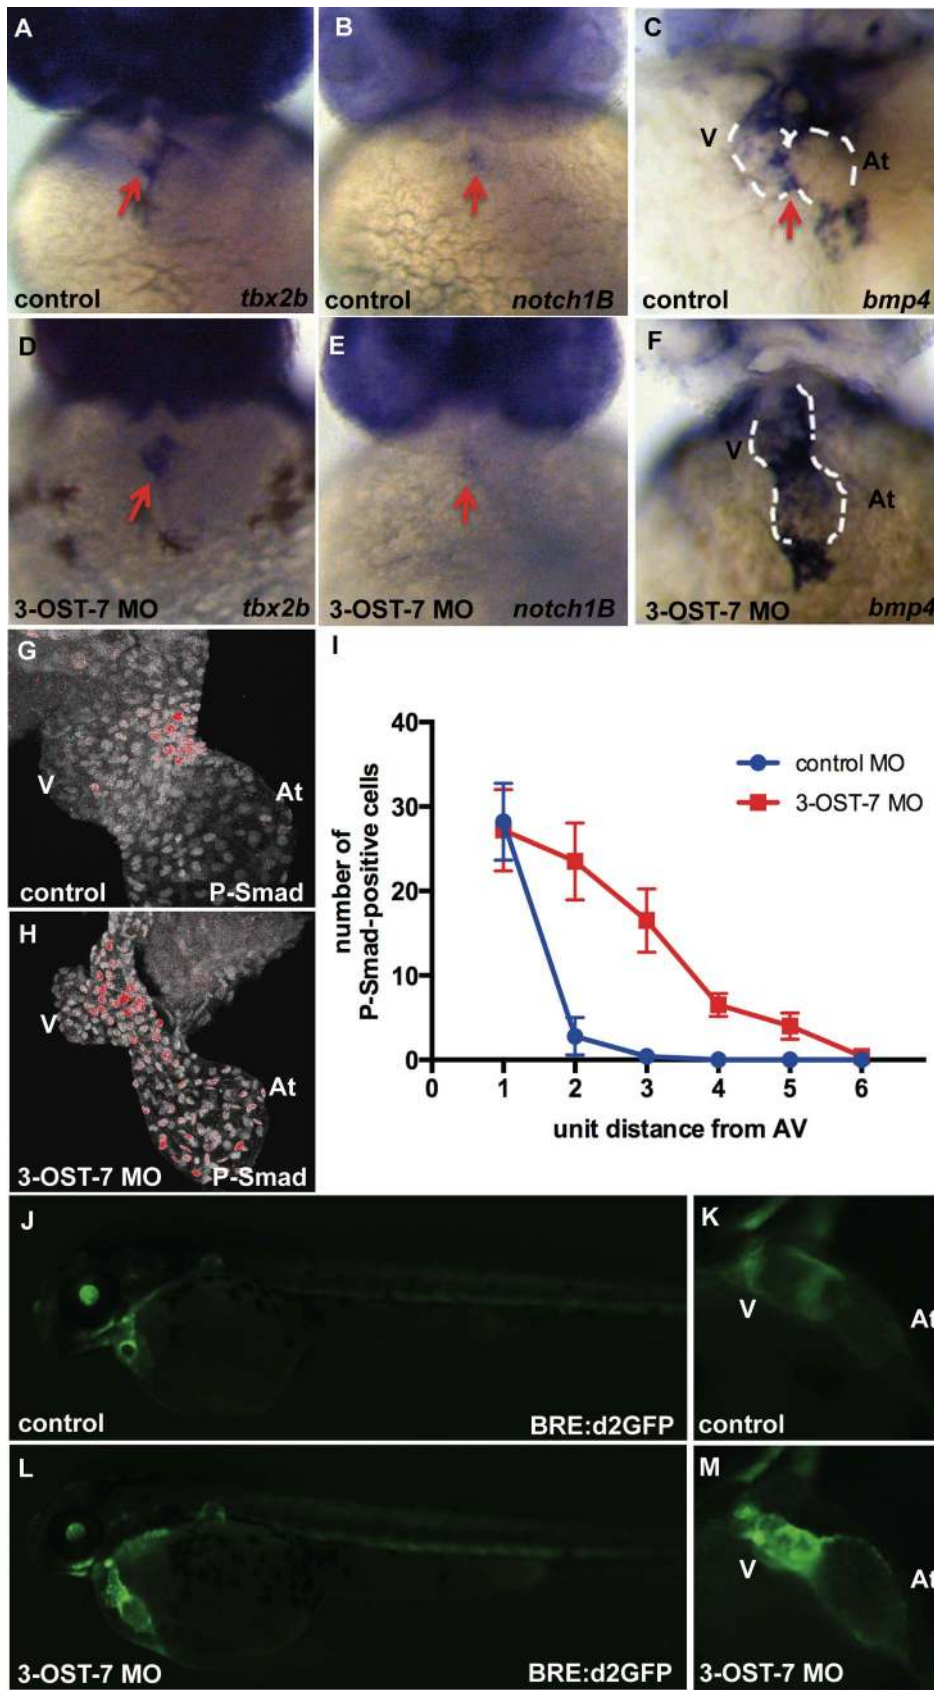 A
control
tbx2b
B
control
notch1B
C
V
At
control
bmp4
D
3-OST-7 MO
tbx2b
E
3-OST-7 MO
notch1B
F
V
At
3-OST-7 MO
bmp4
G
V
At
control
P-Smad
H
V
At
3-OST-7 MO
P-Smad
I
number of
P-Smad-positive cells
40
30
20
10
0
0 1 2 3 4 5 6
unit distance from AV
control MO
3-OST-7 MO
J
control
BRE:d2GFP
K
V
At
control
L
3-OST-7 MO
BRE:d2GFP
M
V
At
3-OST-7 MO